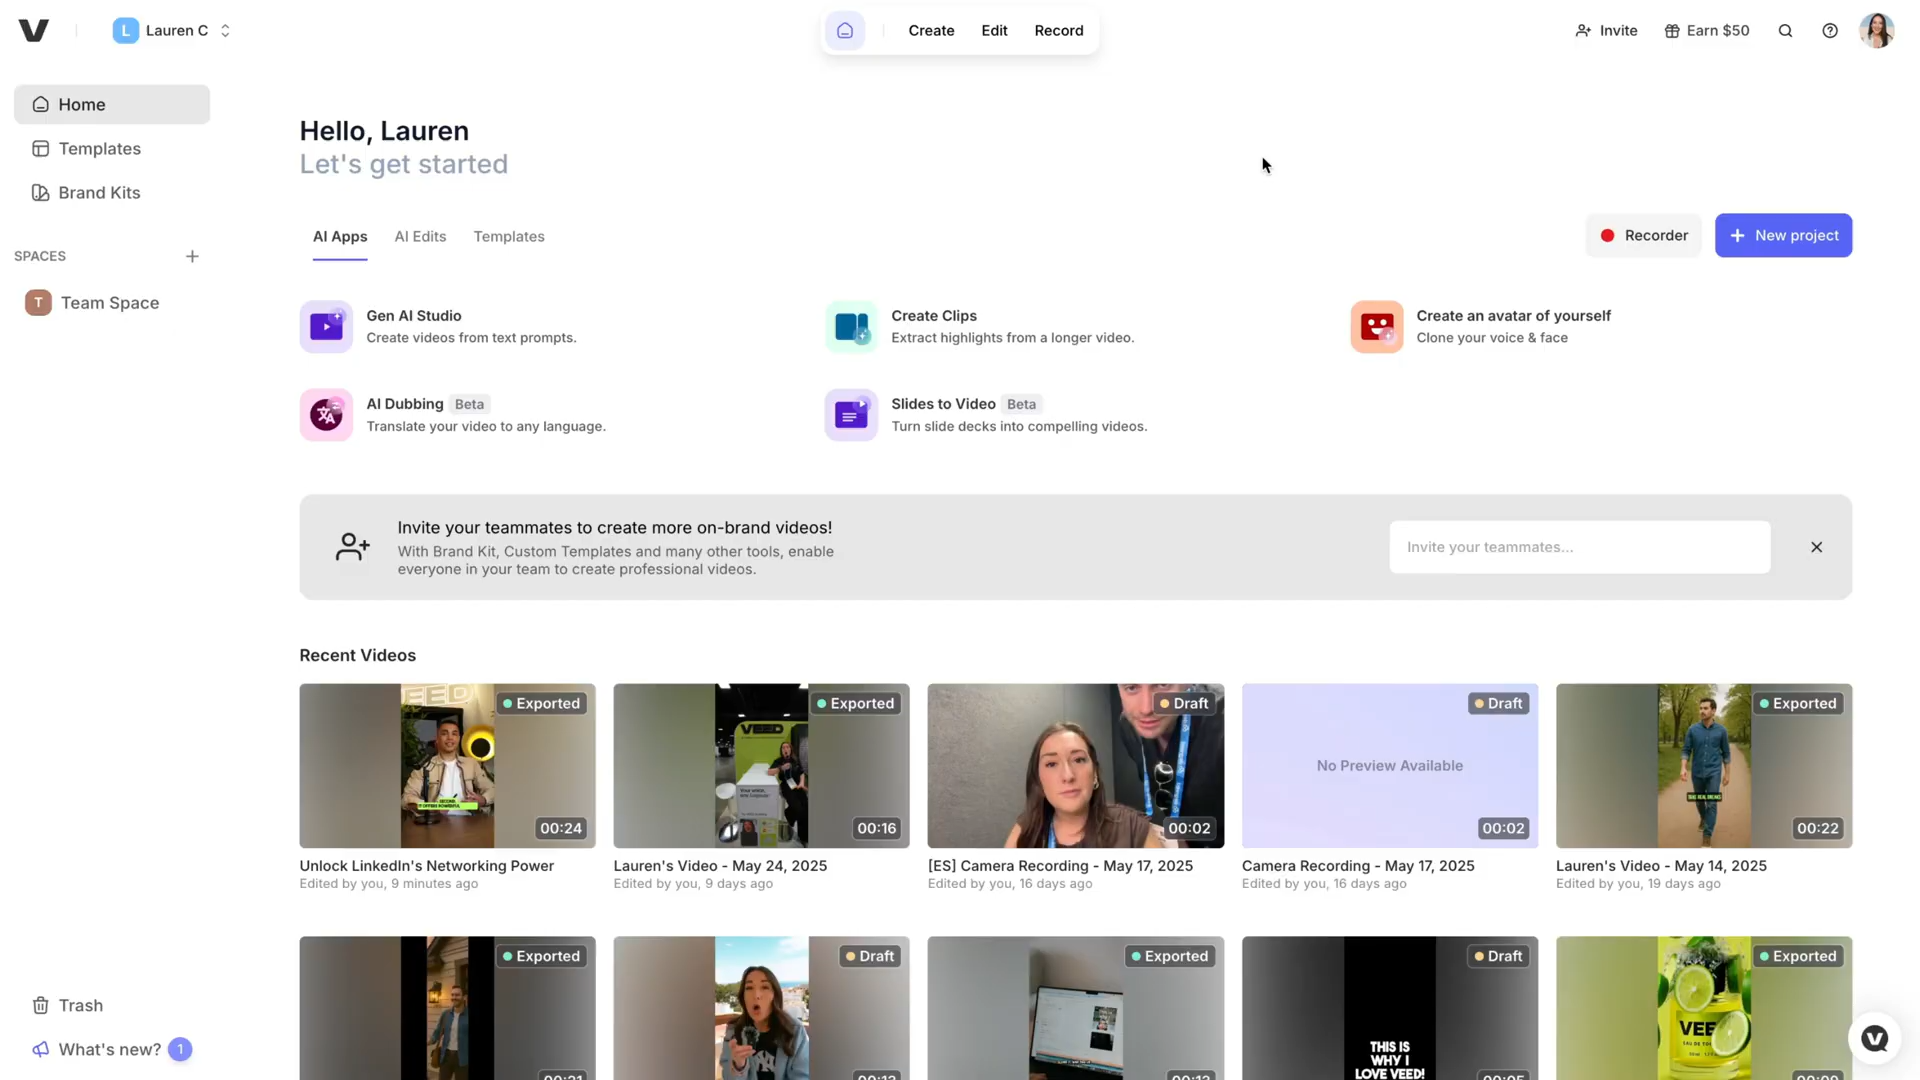 L Lauren C
Create Edit Record
Invite Earn $50
Home
Templates
Brand Kits
SPACES
T Team Space
Hello, Lauren
Let's get started
AI Apps AI Edits Templates
Recorder
New project
Gen AI Studio
Create videos from text prompts.
Create Clips
Extract highlights from a longer video.
Create an avatar of yourself
Clone your voice & face
AI Dubbing Beta
Translate your video to any language.
Slides to Video Beta
Turn slide decks into compelling videos.
Invite your teammates to create more on-brand videos!
With Brand Kit, Custom Templates and many other tools, enable
everyone in your team to create professional videos.
Invite your teammates...
Recent Videos
Exported
00:24
Unlock LinkedIn's Networking Power
Edited by you, 9 minutes ago
VEED
Exported
00:16
Lauren's Video - May 24, 2025
Edited by you, 9 days ago
Draft
00:02
[ES] Camera Recording - May 17, 2025
Edited by you, 16 days ago
Draft
No Preview Available
00:02
Camera Recording - May 17, 2025
Edited by you, 16 days ago
Exported
00:22
Lauren's Video - May 14, 2025
Edited by you, 19 days ago
Exported
Draft
Exported
Draft
THIS IS
WHY I
LOVE VEED!
Exported
VEED
Trash
What's new? 1